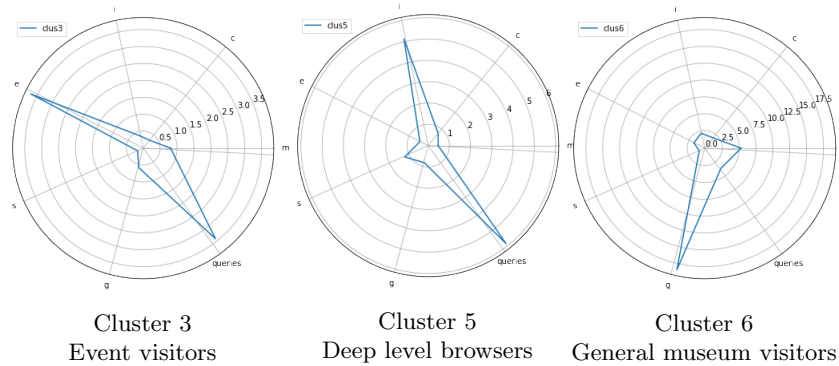 clus3
i
c
e
m
s
g
queries
0.5 1.0 1.5 2.0 2.5 3.0 3.5
clus5
i
c
e
m
s
g
queries
1 2 3 4 5 6
clus6
i
c
e
s
g
queries
0.0 2.5 5.0 7.5 10.0 12.5 15.0 17.5
Cluster 3
Event visitors
Cluster 5
Deep level browsers
Cluster 6
General museum visitors